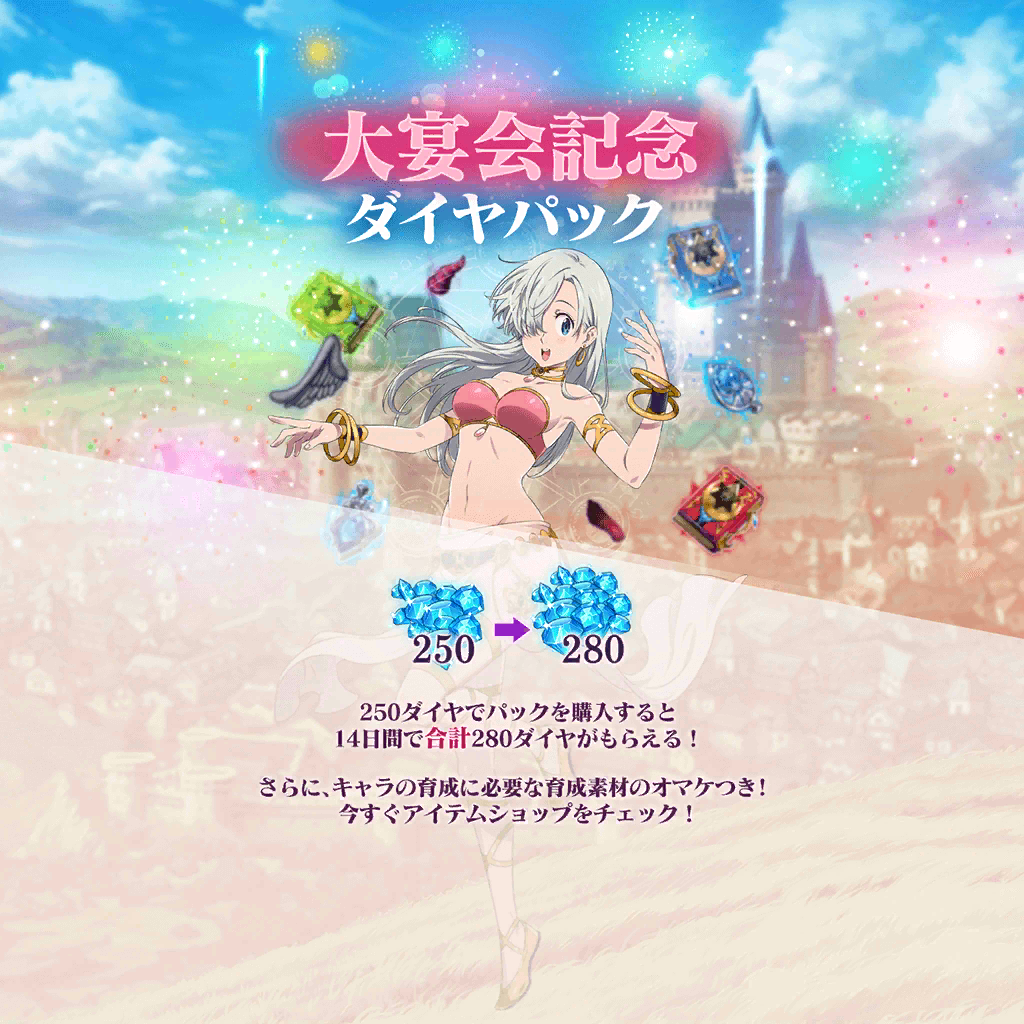 大宴会記念
ダイヤパック
250
280
250ダイヤでパックを購入すると
14日間で合計280ダイヤがもらえる！
さらに、キャラの育成に必要な育成素材のオマケつき！
今すぐアイテムショップをチェック！